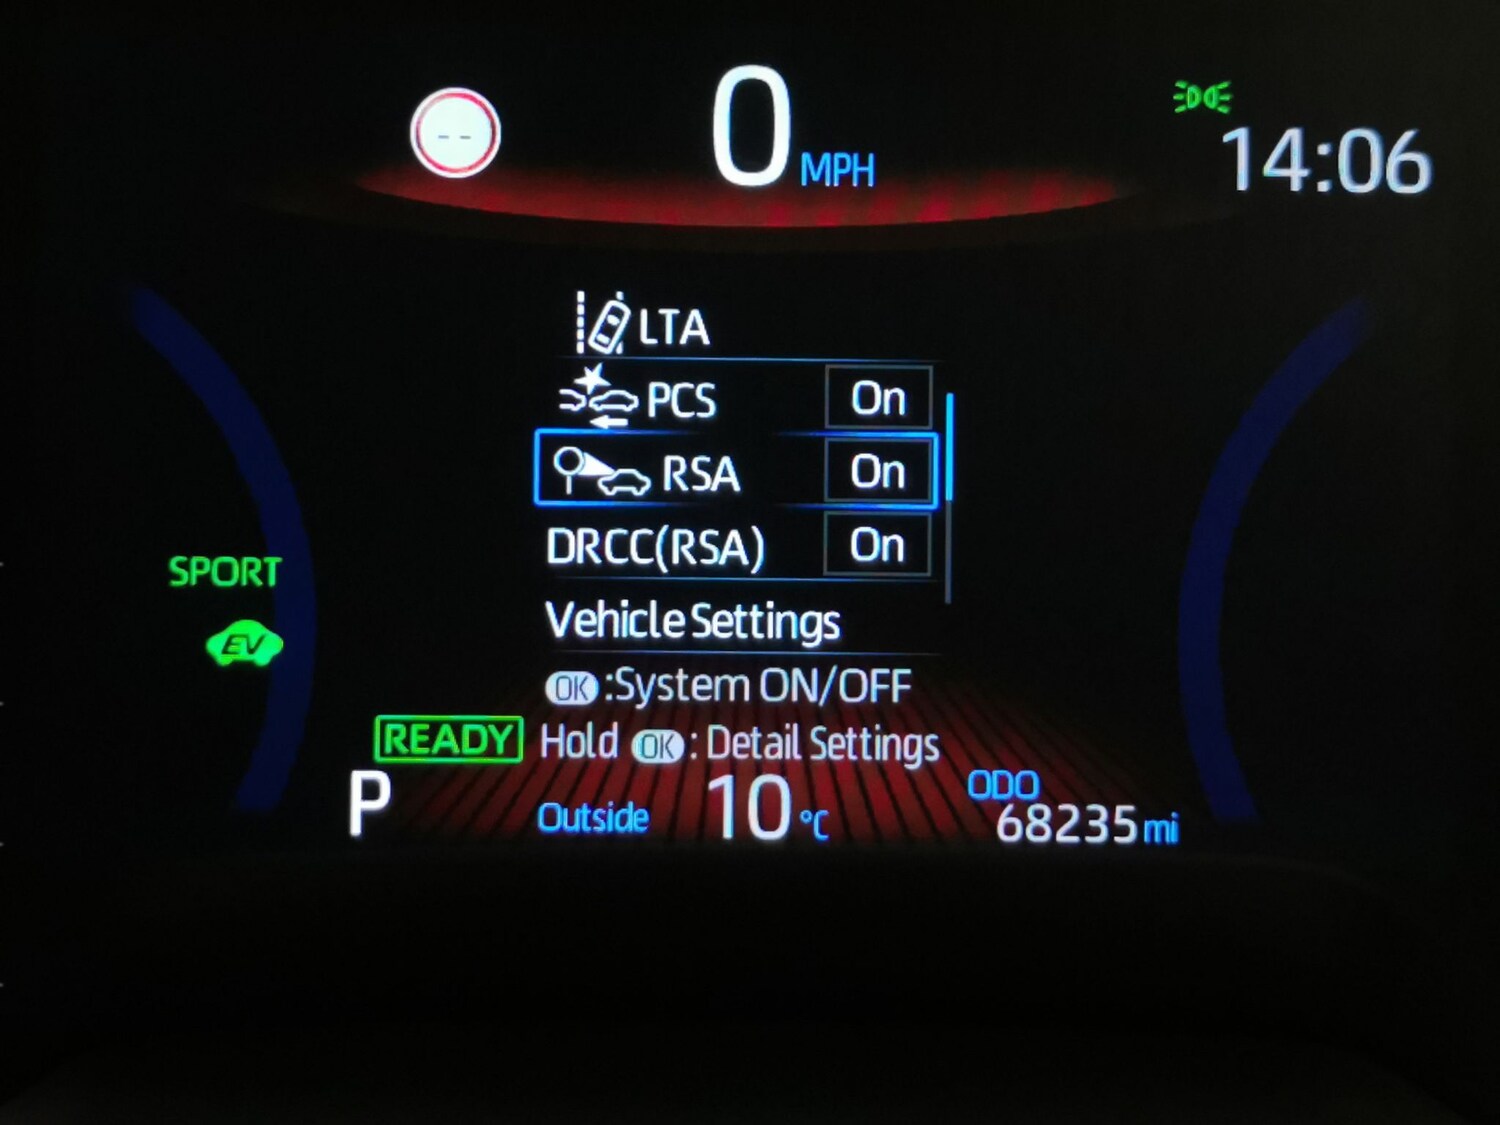 --
0 MPH
14:06
LTA
PCS On
RSA On
DRCC(RSA) On
Vehicle Settings
OK :System ON/OFF
Hold OK : Detail Settings
SPORT
EV
READY
P
Outside 10 °C
ODO
68235 mi